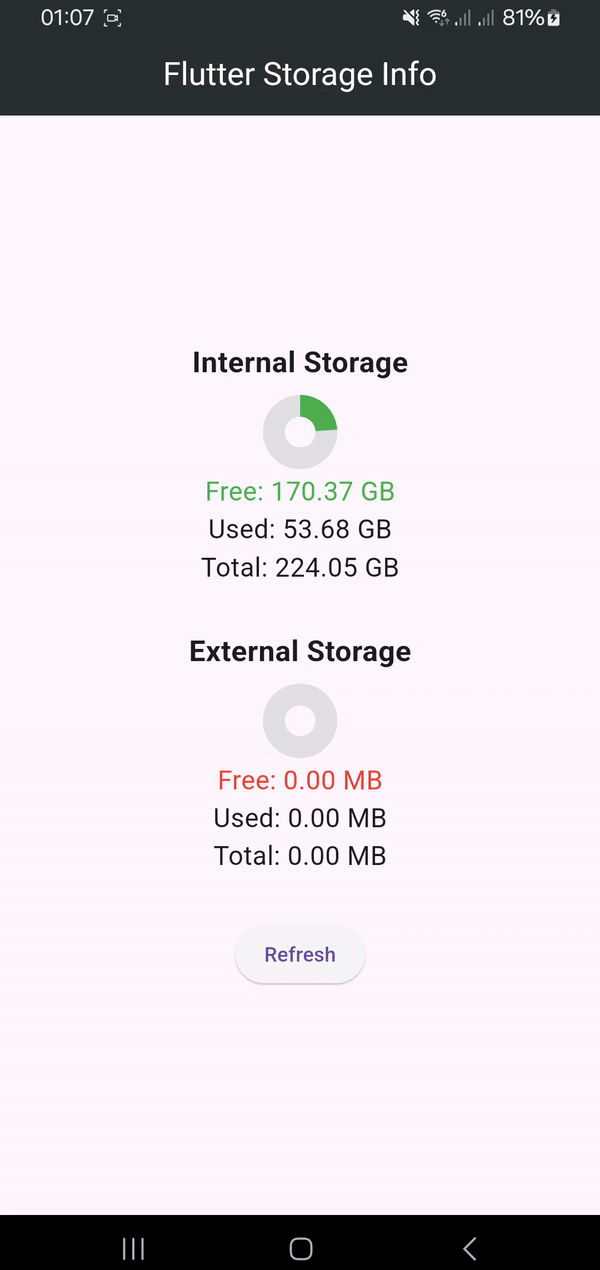 01:07 81%
Flutter Storage Info
Internal Storage
Free: 170.37 GB
Used: 53.68 GB
Total: 224.05 GB
External Storage
Free: 0.00 MB
Used: 0.00 MB
Total: 0.00 MB
Refresh